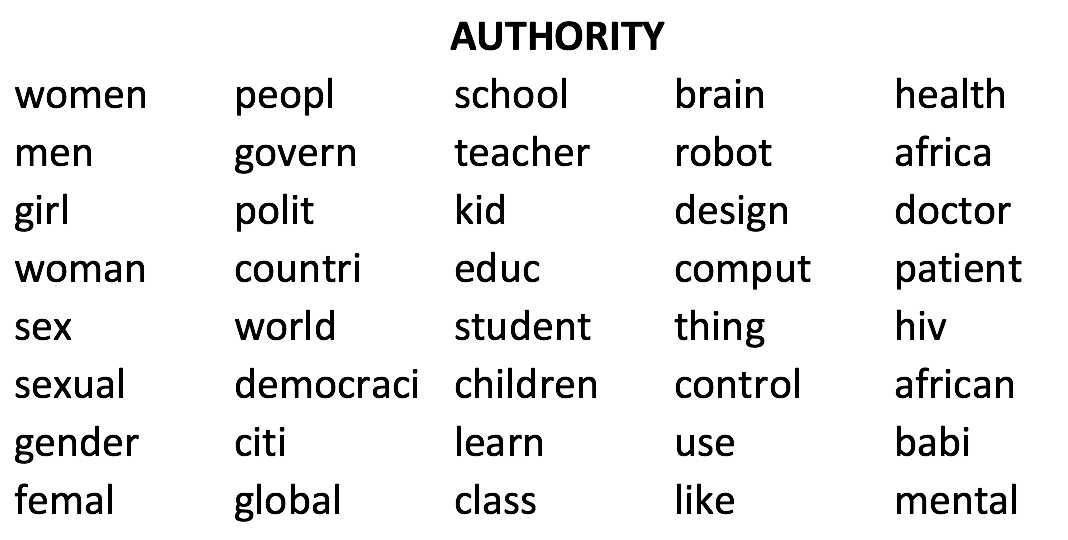 AUTHORITY
women peopl school brain health
men govern teacher robot africa
girl polit kid design doctor
woman countri educ comput patient
sex world student thing hiv
sexual democraci children control african
gender citi learn use babi
femal global class like mental